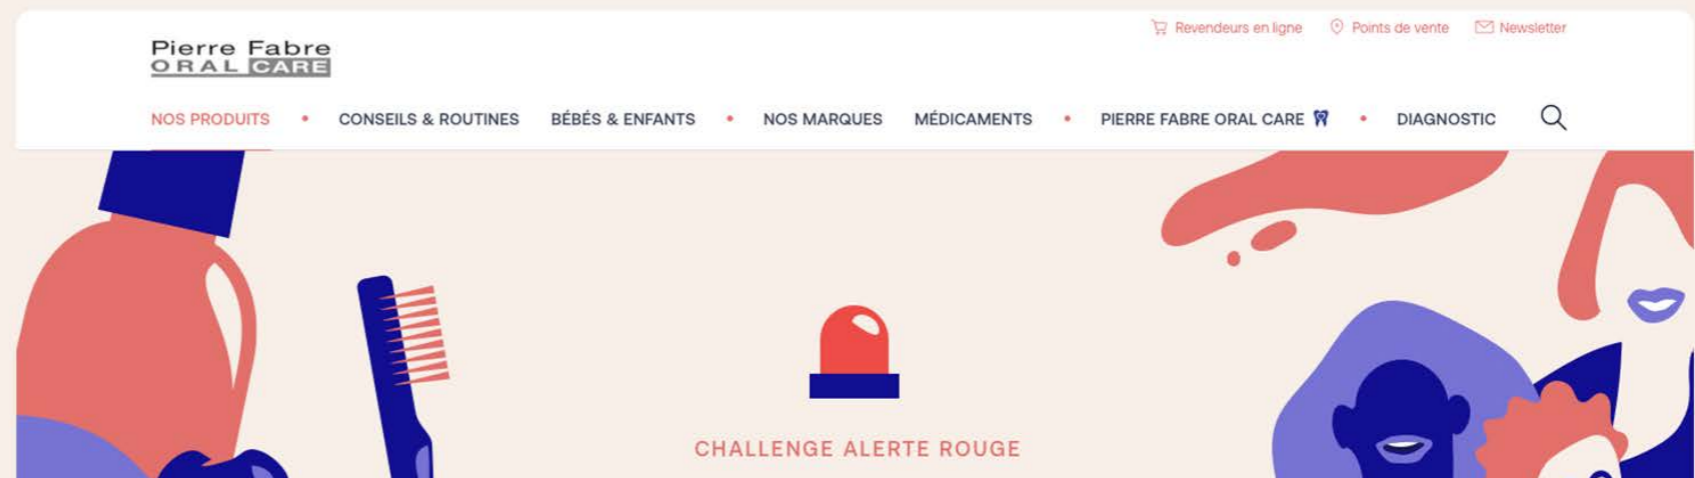 Revendeurs en ligne Points de vente Newsletter
Pierre Fabre
ORAL CARE
NOS PRODUITS • CONSEILS & ROUTINES BÉBÉS & ENFANTS • NOS MARQUES MÉDICAMENTS • PIERRE FABRE ORAL CARE • DIAGNOSTIC
CHALLENGE ALERTE ROUGE